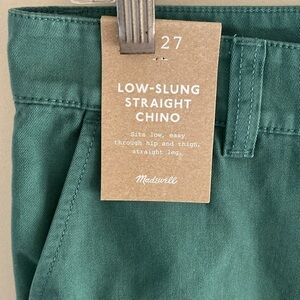 27
LOW-SLUNG
STRAIGHT
CHINO
Sits low, easy
through hip and thigh,
straight leg.
Madewell